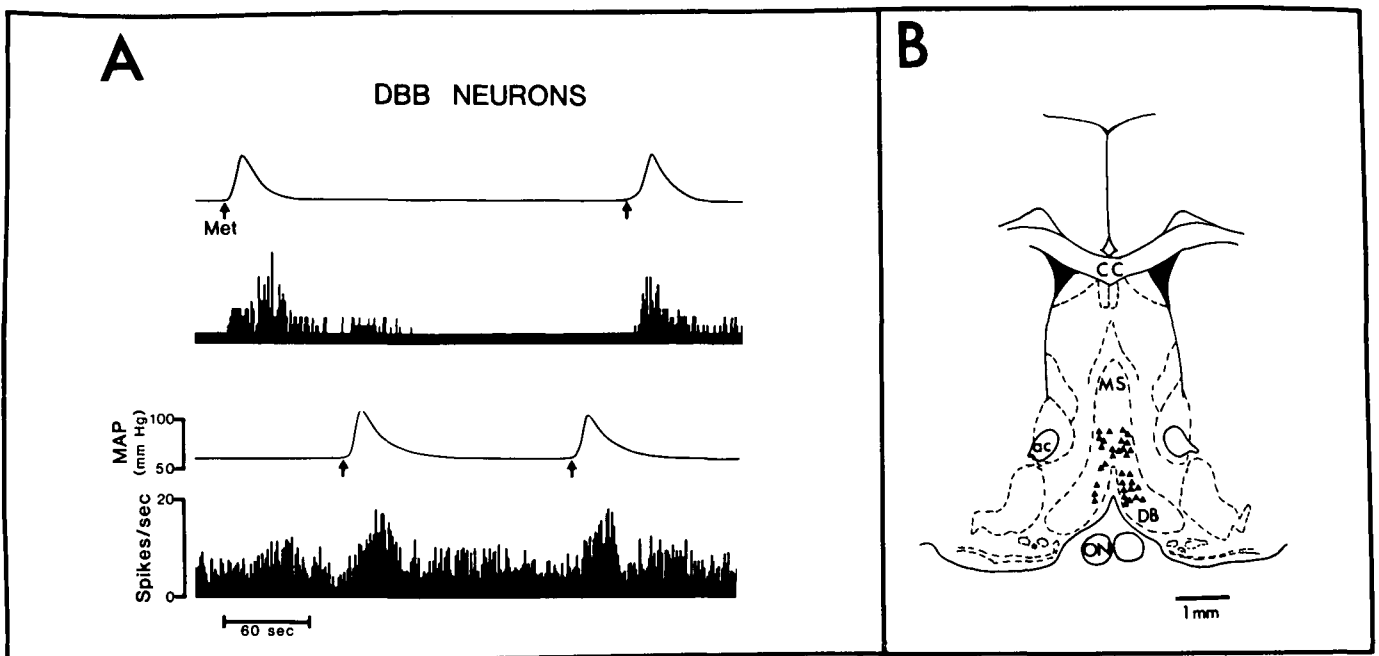 A
DBB NEURONS
Met
MAP
(mm Hg)
100
50
Spikes/sec
20
0
60 sec
B
CC
MS
ac
DB
ON
1mm